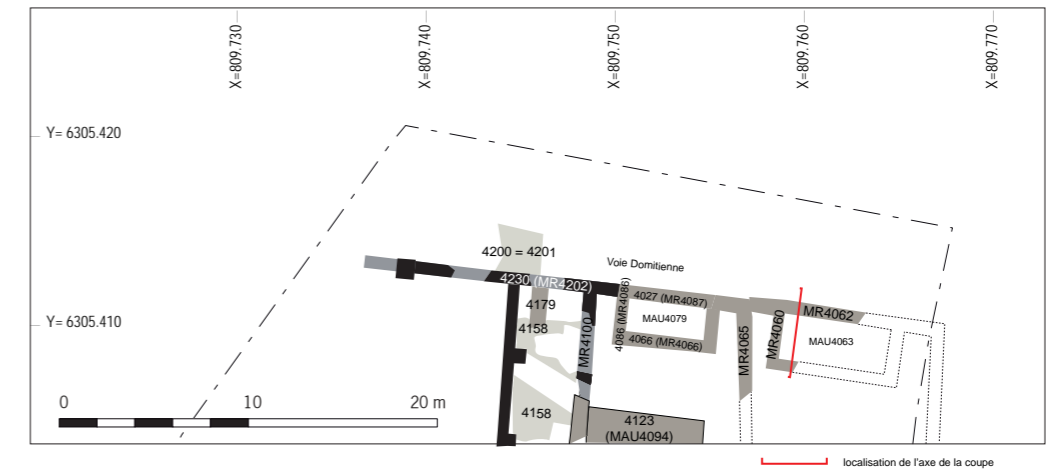 X=809.730
X=809.740
X=809.750
X=809.760
X=809.770
Y= 6305.420
4200 = 4201
Voie Domitienne
4230 (MR4202)
4179
4158
MR4100
4086 (MR4086)
4027 (MR4087)
MAU4079
4066 (MR4066)
MR4065
MR4060
MR4062
MAU4063
Y= 6305.410
0 10 20 m
4158
4123
(MAU4094)
localisation de l'axe de la coupe